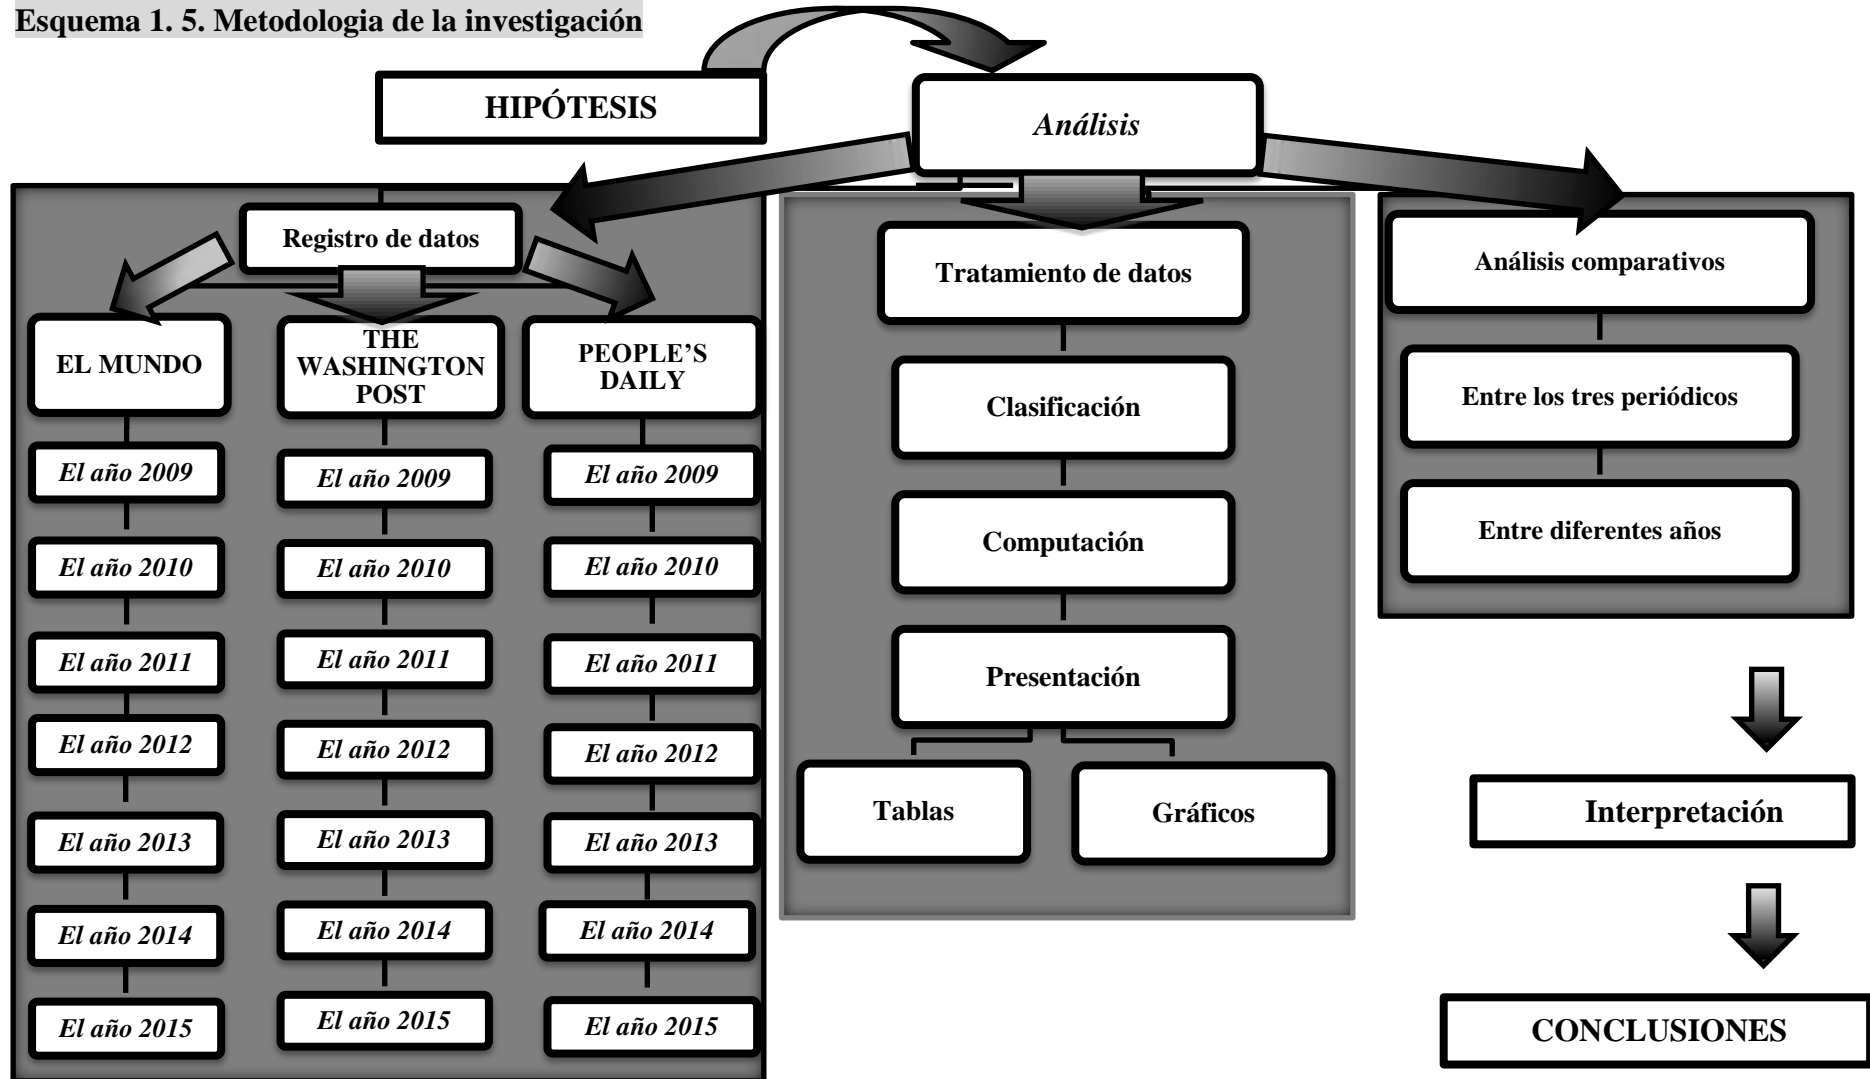 Esquema 1. 5. Metodologia de la investigación
HIPÓTESIS
Análisis
Registro de datos
EL MUNDO
El año 2009
El año 2010
El año 2011
El año 2012
El año 2013
El año 2014
El año 2015
THE
WASHINGTON
POST
El año 2009
El año 2010
El año 2011
El año 2012
El año 2013
El año 2014
El año 2015
PEOPLE’S
DAILY
El año 2009
El año 2010
El año 2011
El año 2012
El año 2013
El año 2014
El año 2015
Tratamiento de datos
Clasificación
Computación
Presentación
Tablas
Gráficos
Análisis comparativos
Entre los tres periódicos
Entre diferentes años
Interpretación
CONCLUSIONES